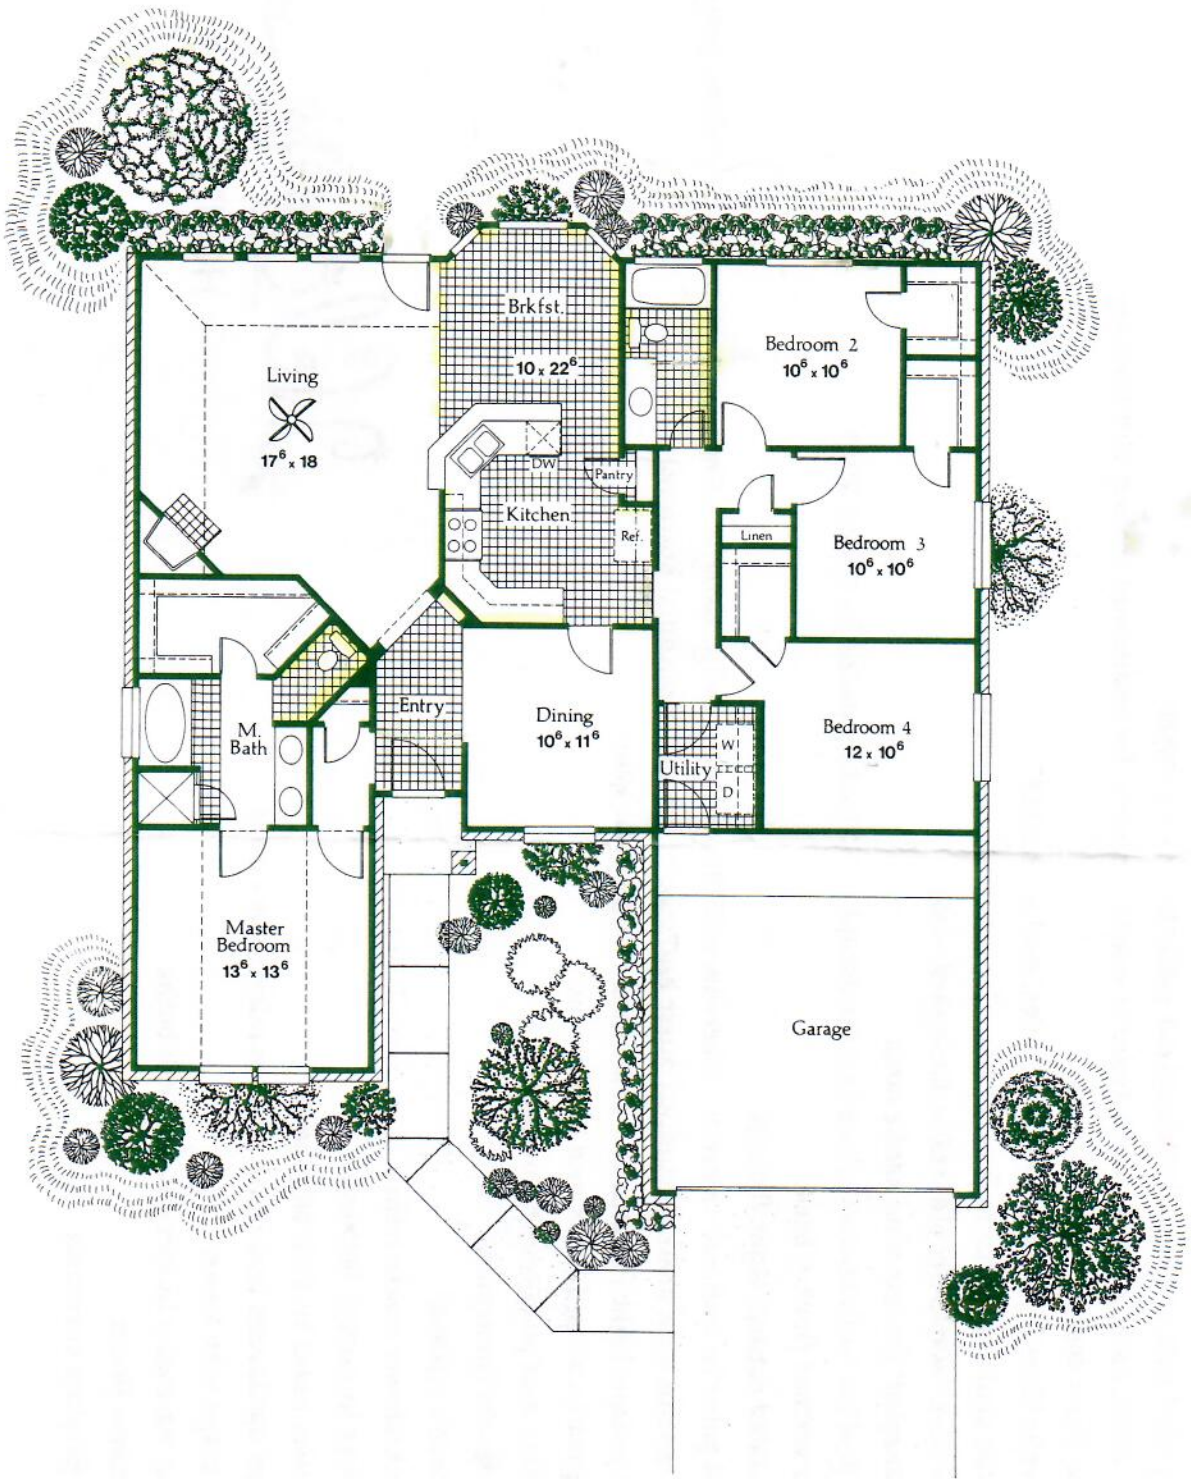 Brkfst.
10 x 22⁶
Living
17⁶ x 18
Bedroom 2
10⁶ x 10⁶
DW
Pantry
Kitchen
Ref.
Linen
Bedroom 3
10⁶ x 10⁶
Entry
Dining
10⁶ x 11⁶
M.
Bath
W
Utility
D
Bedroom 4
12 x 10⁶
Master
Bedroom
13⁶ x 13⁶
Garage